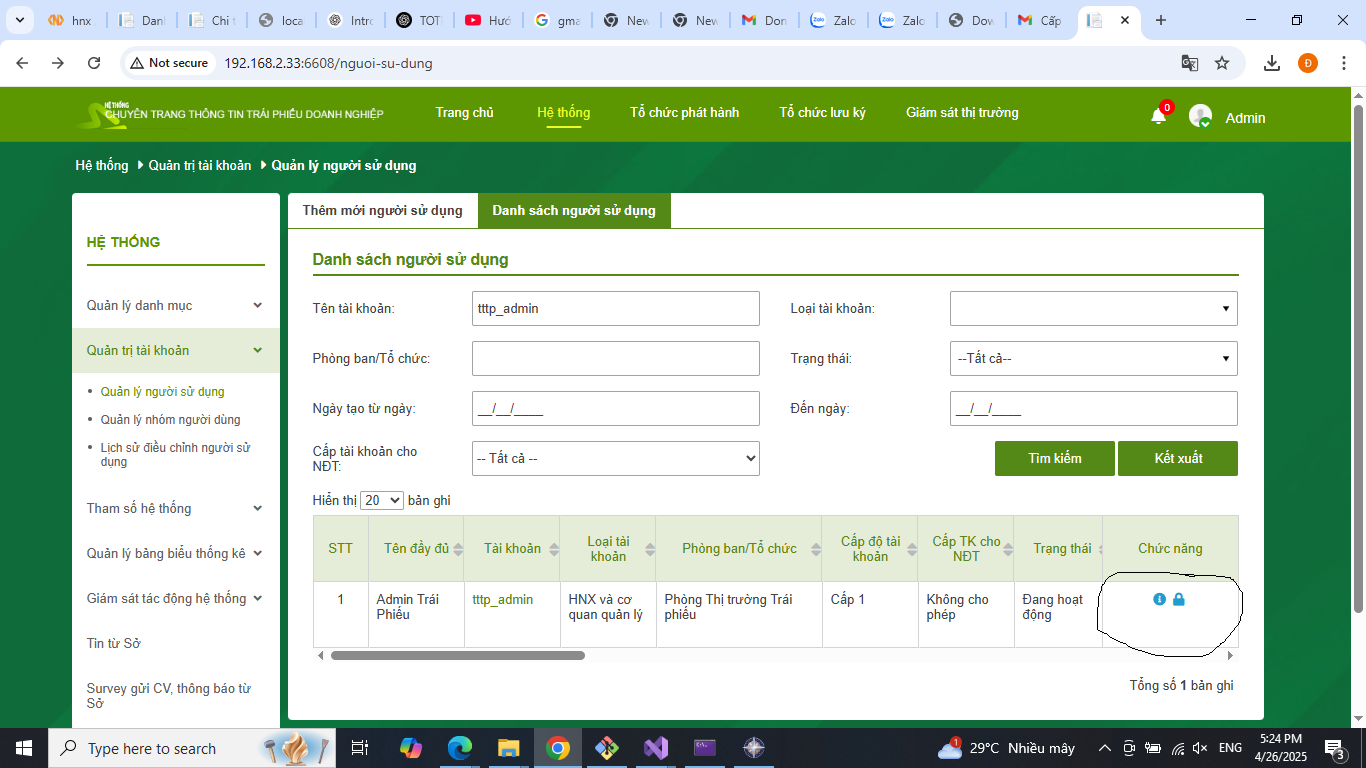 hnx
Dan
Chi t
loca
Intro
TOTI
Hướ
gma
New
New
Don
Zalo
Zalo
Dow
Cấp
Not secure
192.168.2.33:6608/nguoi-su-dung
Đ
HỆ THỐNG
CHUYÊN TRANG THÔNG TIN TRÁI PHIẾU DOANH NGHIỆP
Trang chủ
Hệ thống
Tổ chức phát hành
Tổ chức lưu ký
Giám sát thị trường
0
Admin
Hệ thống
Quản trị tài khoản
Quản lý người sử dụng
HỆ THỐNG
Quản lý danh mục
Quản trị tài khoản
Quản lý người sử dụng
Quản lý nhóm người dùng
Lịch sử điều chỉnh người sử
dụng
Tham số hệ thống
Quản lý bảng biểu thống kê
Giám sát tác động hệ thống
Tin từ Sở
Survey gửi CV, thông báo từ
Sở
Thêm mới người sử dụng
Danh sách người sử dụng
Danh sách người sử dụng
Tên tài khoản:
tttp_admin
Loại tài khoản:
Phòng ban/Tổ chức:
Trạng thái:
--Tất cả--
Ngày tạo từ ngày:
__/__/____
Đến ngày:
__/__/____
Cấp tài khoản cho
NĐT:
-- Tất cả --
Tìm kiếm
Kết xuất
Hiển thị 20 bản ghi
STT
Tên đầy đủ
Tài khoản
Loại tài
khoản
Phòng ban/Tổ chức
Cấp độ tài
khoản
Cấp TK cho
NĐT
Trạng thái
Chức năng
1
Admin Trái
Phiếu
tttp_admin
HNX và cơ
quan quản lý
Phòng Thị trường Trái
phiếu
Cấp 1
Không cho
phép
Đang hoạt
động
Tổng số 1 bản ghi
Type here to search
1
29°C Nhiều mây
ENG
5:24 PM
4/26/2025
3